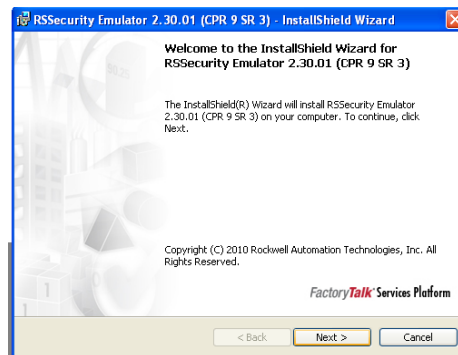 RSSecurity Emulator 2.30.01 (CPR 9 SR 3) - InstallShield Wizard
Welcome to the InstallShield Wizard for
RSSecurity Emulator 2.30.01 (CPR 9 SR 3)
The InstallShield(R) Wizard will install RSSecurity Emulator
2.30.01 (CPR 9 SR 3) on your computer. To continue, click
Next.
Copyright (C) 2010 Rockwell Automation Technologies, Inc. All
Rights Reserved.
FactoryTalk Services Platform
< Back Next > Cancel